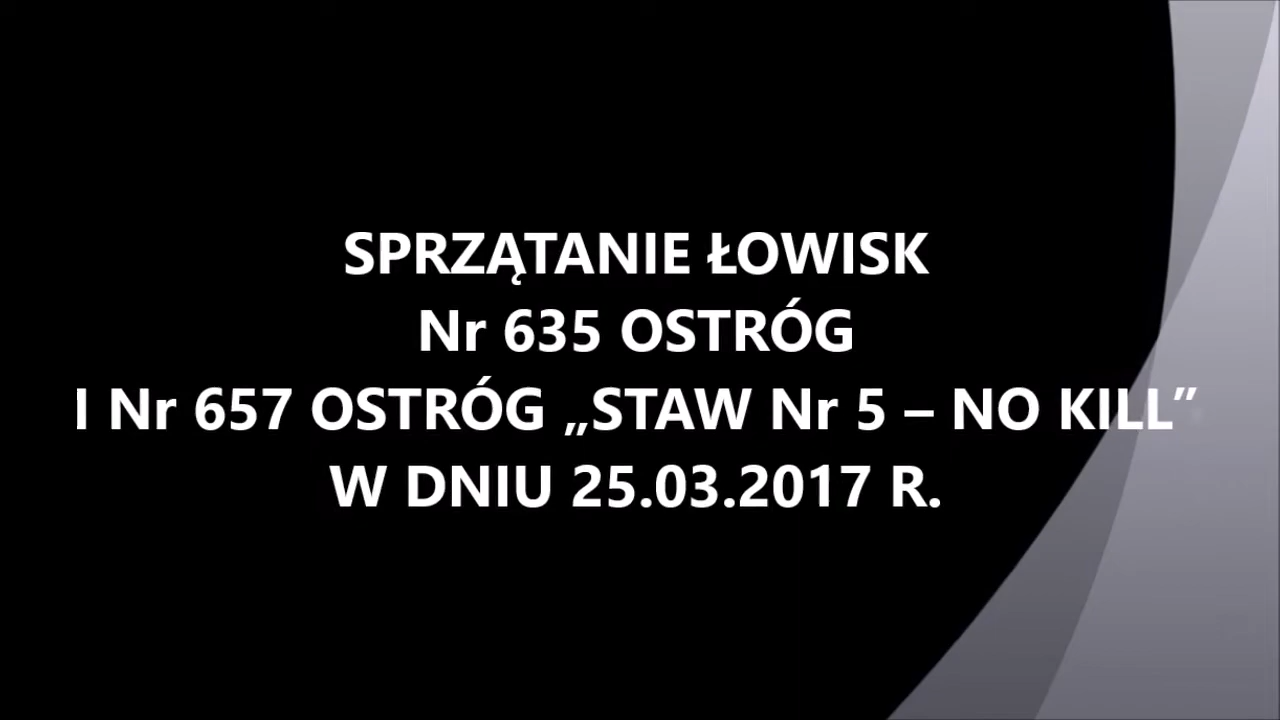 SPRZĄTANIE ŁOWISK
Nr 635 OSTRÓG
I Nr 657 OSTRÓG „STAW Nr 5 – NO KILL”
W DNIU 25.03.2017 R.